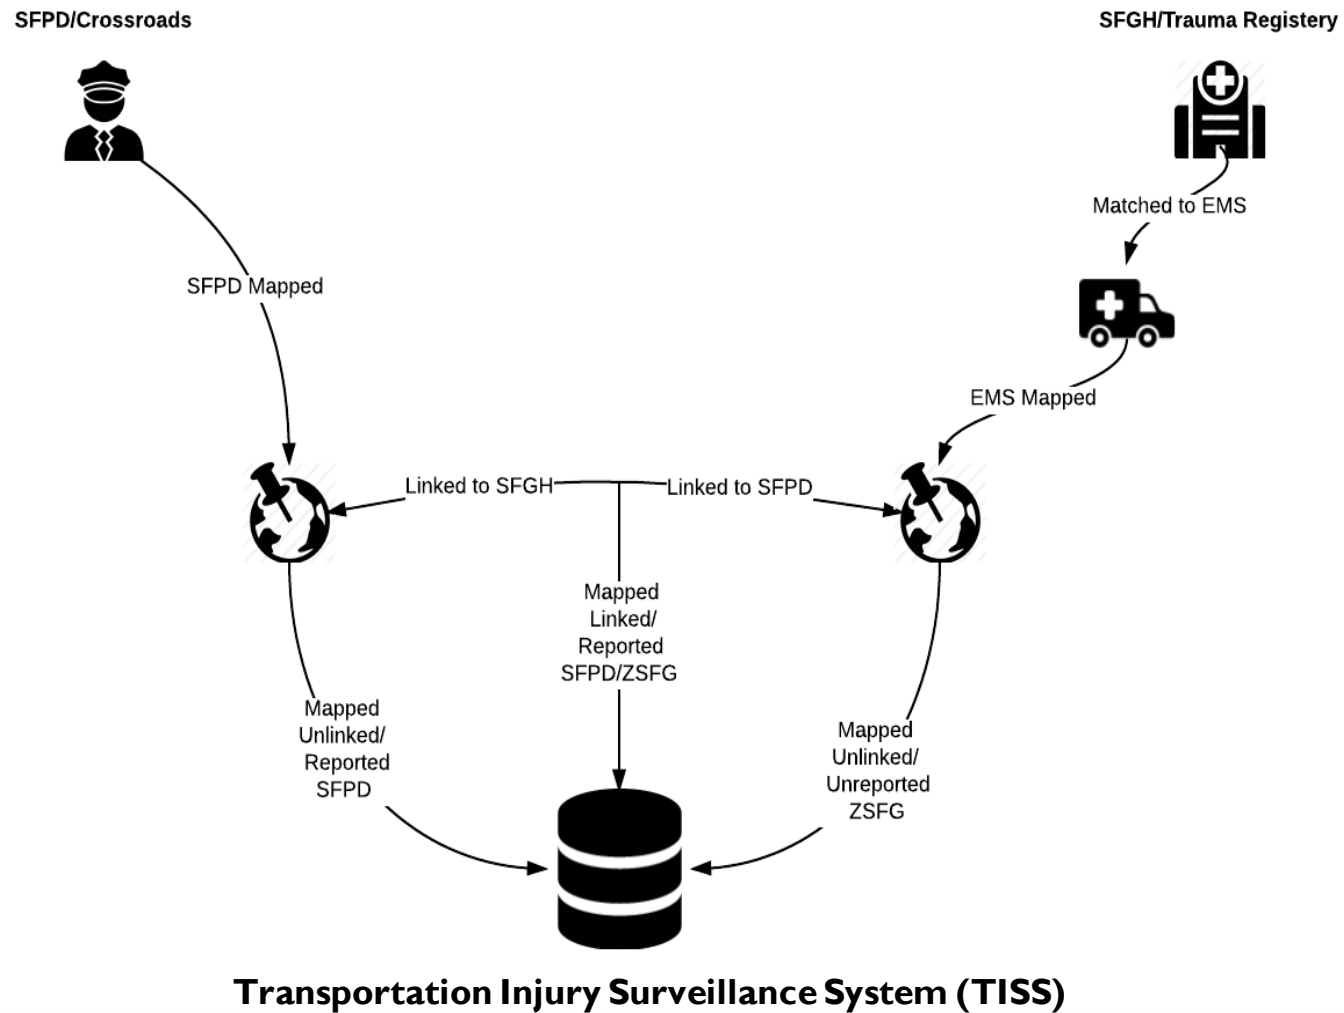 SFPD/Crossroads
SFGH/Trauma Registery
Matched to EMS
SFPD Mapped
EMS Mapped
Linked to SFGH
Linked to SFPD
Mapped
Linked/
Reported
SFPD/ZSFG
Mapped
Unlinked/
Reported
SFPD
Mapped
Unlinked/
Unreported
ZSFG
Transportation Injury Surveillance System (TISS)